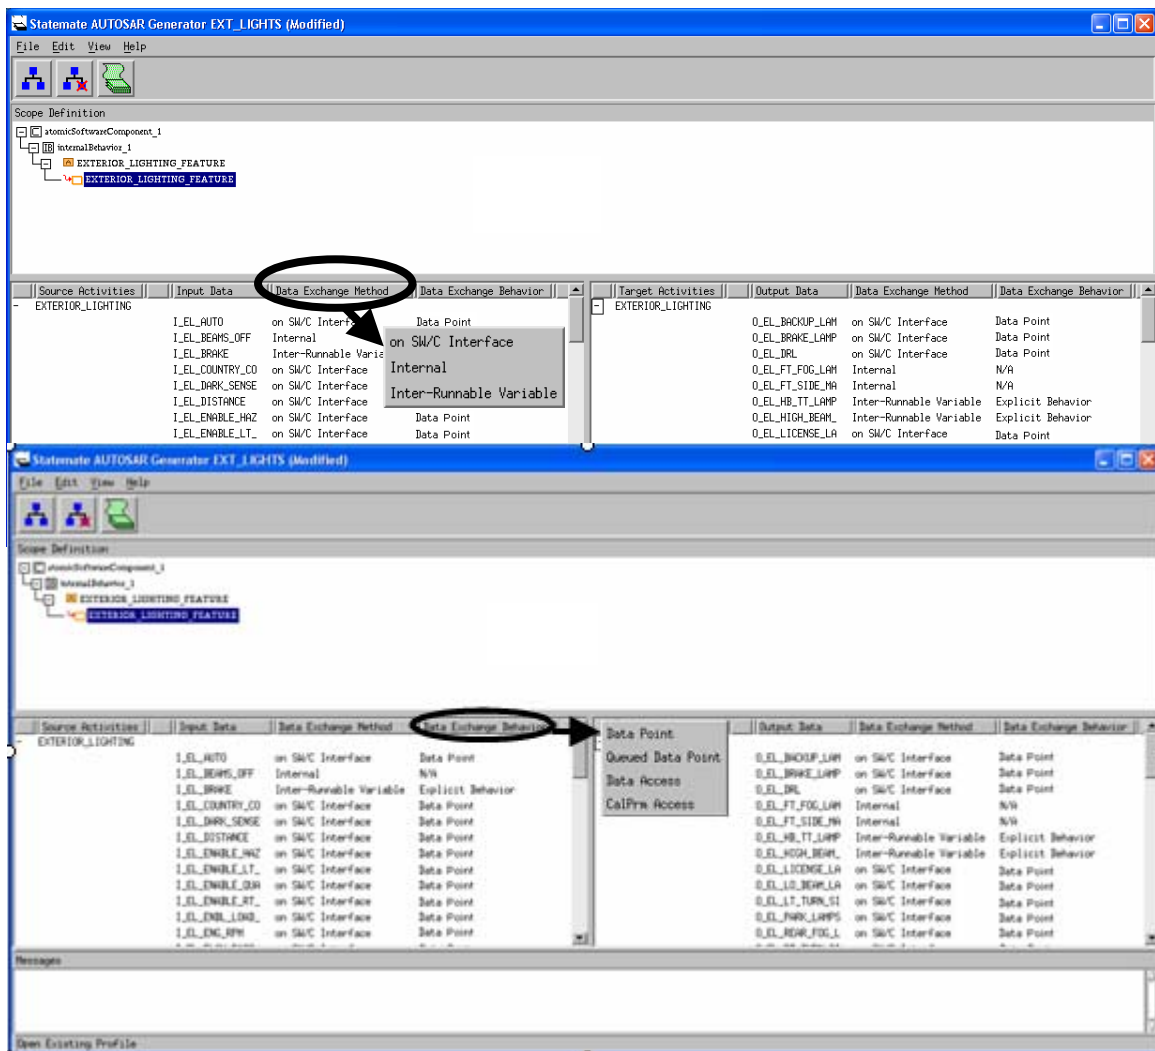 Statemate AUTOSAR Generator EXT_LIGHTS (Modified)
File Edit View Help
Scope Definition
atomicSoftwareComponent_1
IB internalBehavior_1
EXTERIOR_LIGHTING_FEATURE
EXTERIOR_LIGHTING_FEATURE
Source Activities Input Data Data Exchange Method Data Exchange Behavior Target Activities Output Data Data Exchange Method Data Exchange Behavior
- EXTERIOR_LIGHTING - EXTERIOR_LIGHTING
I_EL_AUTO on SW/C Interfa Data Point O_EL_BACKUP_LAM on SW/C Interface Data Point
I_EL_BEAMS_OFF Internal O_EL_BRAKE_LAMP on SW/C Interface Data Point
I_EL_BRAKE Inter-Runnable Varia O_EL_DRL on SW/C Interface Data Point
I_EL_COUNTRY_CO on SW/C Interface O_EL_FT_FOG_LAM Internal N/A
I_EL_DARK_SENSE on SW/C Interface O_EL_FT_SIDE_MA Internal N/A
I_EL_DISTANCE on SW/C Interface O_EL_HB_TT_LAMP Inter-Runnable Variable Explicit Behavior
I_EL_ENABLE_HAZ on SW/C Interface Data Point O_EL_HIGH_BEAM_ Inter-Runnable Variable Explicit Behavior
I_EL_ENABLE_LT_ on SW/C Interface Data Point O_EL_LICENSE_LA on SW/C Interface Data Point
on SW/C Interface
Internal
Inter-Runnable Variable
Statemate AUTOSAR Generator EXT_LIGHTS (Modified)
File Edit View Help
Scope Definition
atomicSoftwareComponent_1
internalBehavior_1
EXTERIOR_LIGHTING_FEATURE
EXTERIOR_LIGHTING_FEATURE
Source Activities Input Data Data Exchange Method Data Exchange Behavior Output Data Data Exchange Method Data Exchange Behavior
- EXTERIOR_LIGHTING
I_EL_AUTO on SW/C Interface Data Point O_EL_BACKUP_LAM on SW/C Interface Data Point
I_EL_BEAMS_OFF Internal N/A O_EL_BRAKE_LAMP on SW/C Interface Data Point
I_EL_BRAKE Inter-Runnable Variable Explicit Behavior O_EL_DRL on SW/C Interface Data Point
I_EL_COUNTRY_CO on SW/C Interface Data Point O_EL_FT_FOG_LAM Internal N/A
I_EL_DARK_SENSE on SW/C Interface Data Point O_EL_FT_SIDE_MA Internal N/A
I_EL_DISTANCE on SW/C Interface Data Point O_EL_HB_TT_LAMP Inter-Runnable Variable Explicit Behavior
I_EL_ENABLE_HAZ on SW/C Interface Data Point O_EL_HIGH_BEAM_ Inter-Runnable Variable Explicit Behavior
I_EL_ENABLE_LT_ on SW/C Interface Data Point O_EL_LICENSE_LA on SW/C Interface Data Point
I_EL_ENABLE_QUA on SW/C Interface Data Point O_EL_LO_BEAM_LA on SW/C Interface Data Point
I_EL_ENABLE_RT_ on SW/C Interface Data Point O_EL_LT_TURN_SI on SW/C Interface Data Point
I_EL_ENBL_LOAD_ on SW/C Interface Data Point O_EL_PARK_LAMPS on SW/C Interface Data Point
I_EL_ENG_RPM on SW/C Interface Data Point O_EL_REAR_FOG_L on SW/C Interface Data Point
Data Point
Queued Data Point
Data Access
CalPrm Access
Messages
Open Existing Profile